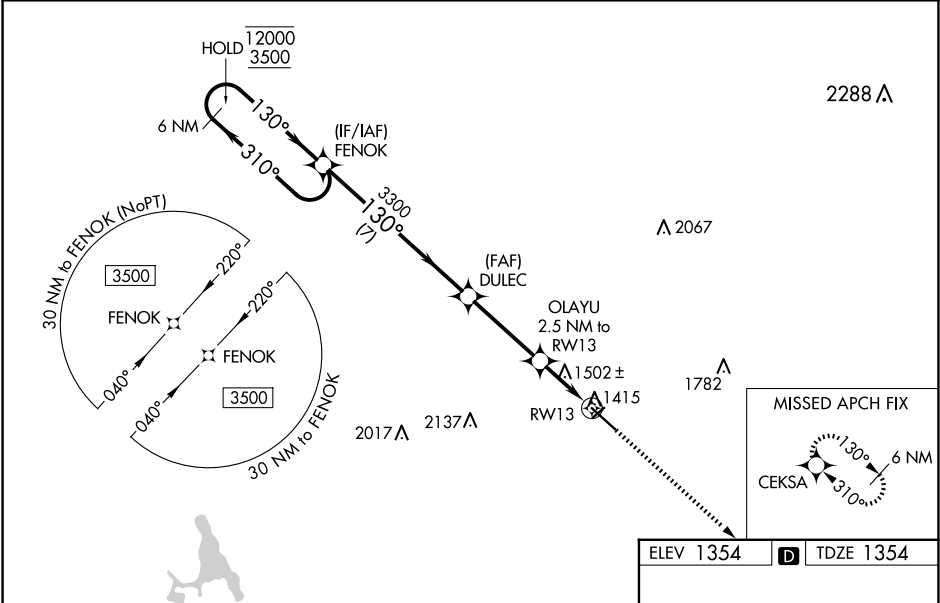 HOLD 12000
3500
2288
6 NM
130°
310°
(IF/IAF)
FENOK
3300
130°
(7)
2067
30 NM to FENOK (NoPT)
220°
3500
FENOK
040°
220°
FENOK
3500
040°
30 NM to FENOK
(FAF)
DULEC
OLAYU
2.5 NM to
RW13
1502 ±
1415
RW13
1782
2017
2137
MISSED APCH FIX
130°
6 NM
CEKSA
310°
ELEV 1354
D
TDZE 1354